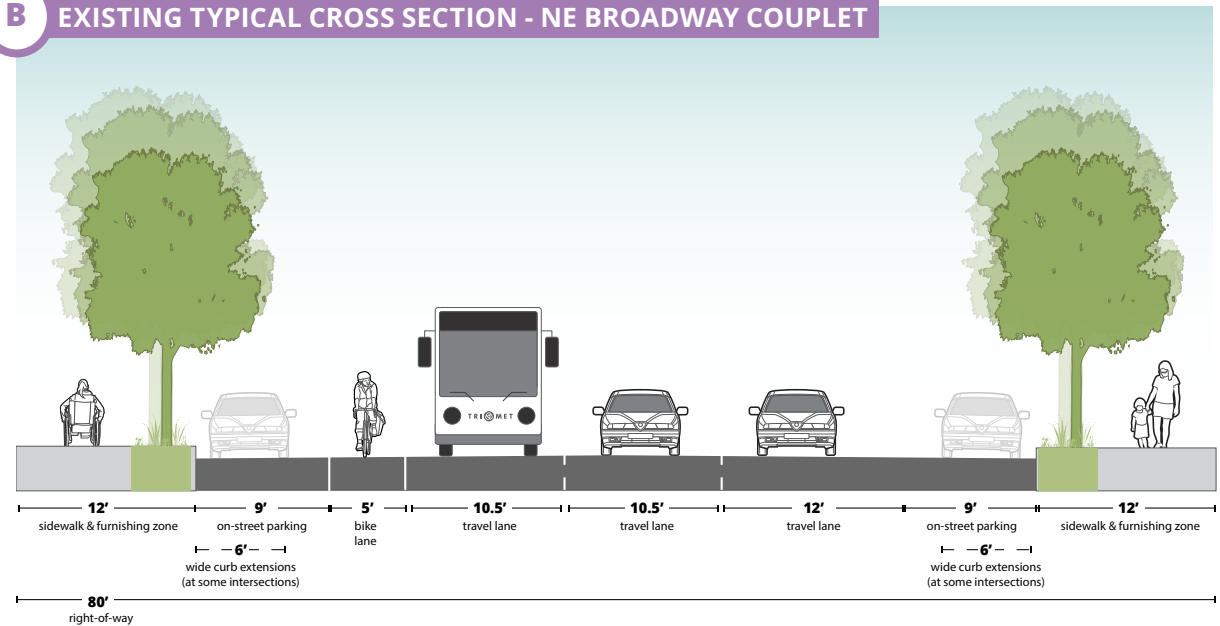 B
EXISTING TYPICAL CROSS SECTION - NE BROADWAY COUPLET
TRIMET
12’
sidewalk & furnishing zone
9’
on-street parking
5’
bike
lane
10.5’
travel lane
10.5’
travel lane
12’
travel lane
9’
on-street parking
12’
sidewalk & furnishing zone
6’
wide curb extensions
(at some intersections)
6’
wide curb extensions
(at some intersections)
80’
right-of-way